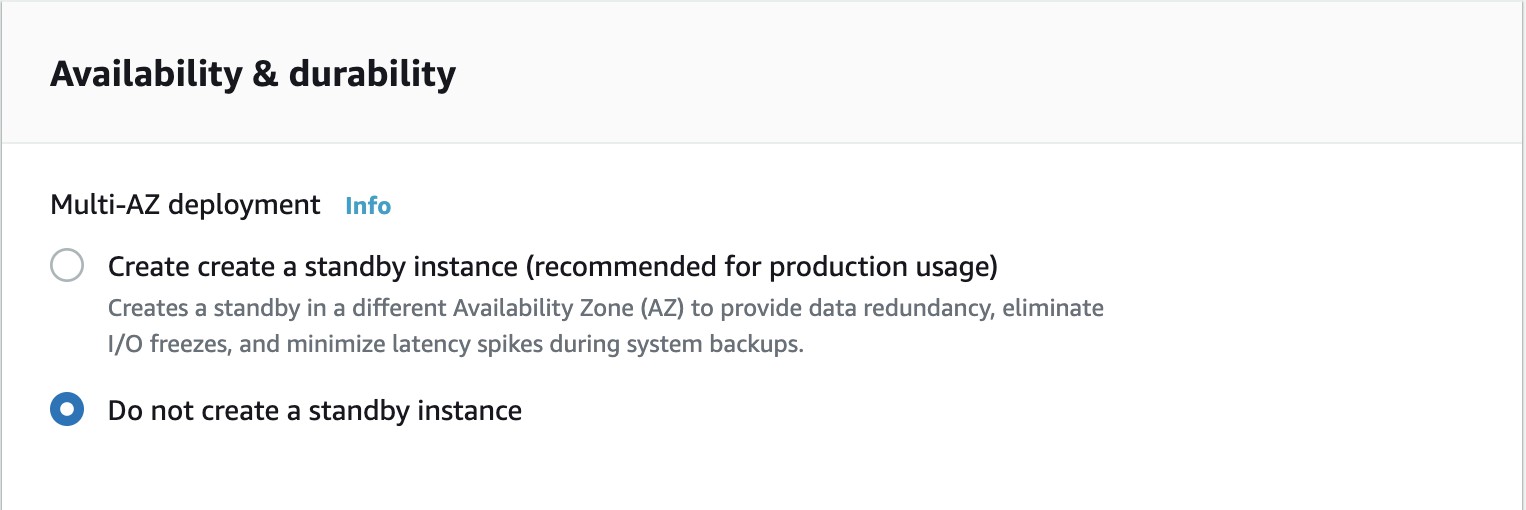 Availability & durability
Multi-AZ deployment Info
Create create a standby instance (recommended for production usage)
Creates a standby in a different Availability Zone (AZ) to provide data redundancy, eliminate
I/O freezes, and minimize latency spikes during system backups.
Do not create a standby instance